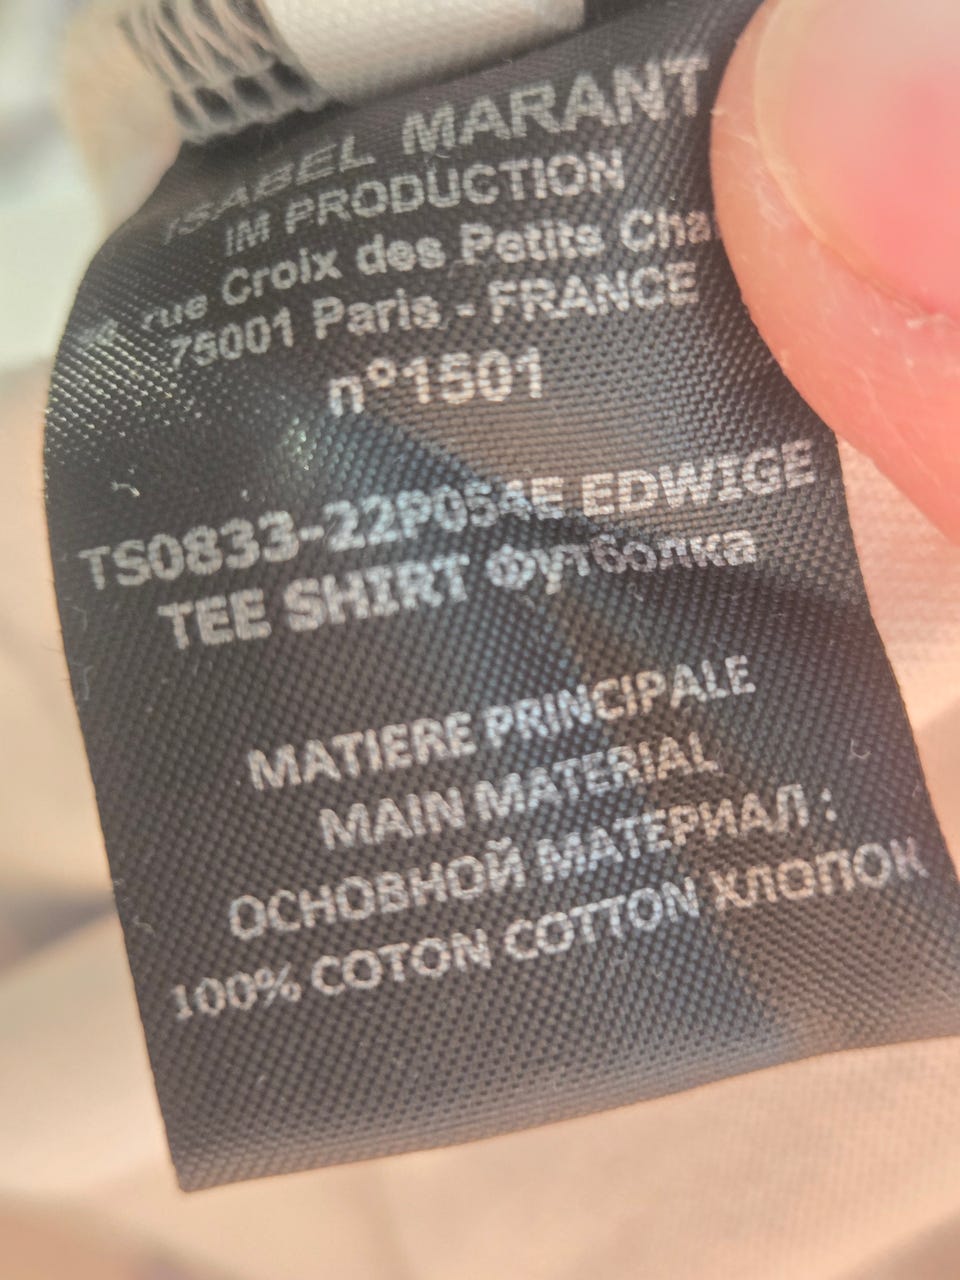 ISABEL MARANT
IM PRODUCTION
rue Croix des Petits
75001 Paris - FRANCE
n°1501
TS0833-22P054E EDWIGE
TEE SHIRT футболка
MATIERE PRINCIPALE
MAIN MATERIAL
ОСНОВНОЙ МАТЕРИАЛ :
100% COTON COTTON ХЛОПОК